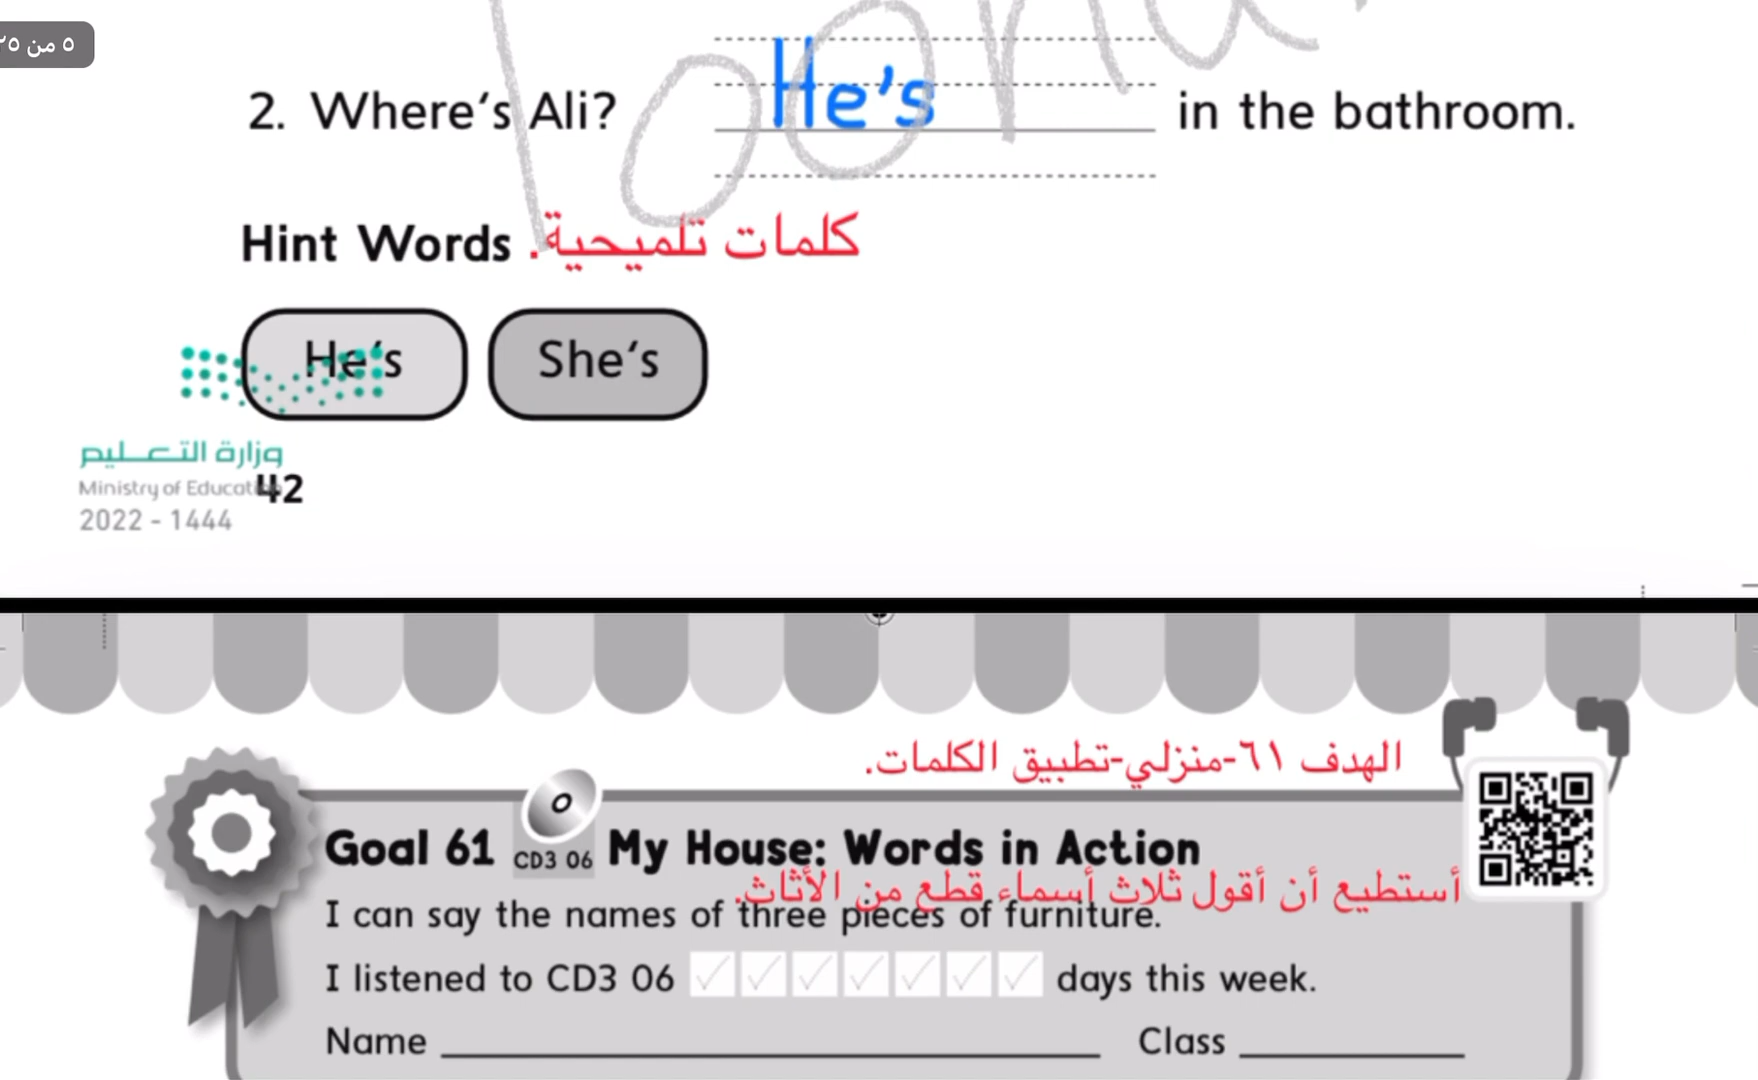 2. Where's Ali? He's in the bathroom.
Hint Words كلمات تلميحية.
He's She's
وزارة التعليم
Ministry of Education
42
2022 - 1444
الهدف ٦١-منزلي-تطبيق الكلمات.
Goal 61 CD3 06 My House: Words in Action
أستطيع أن أقول ثلاث أسماء قطع من الأثاث.
I can say the names of three pieces of furniture.
I listened to CD3 06 ✓ ✓ ✓ ✓ ✓ ✓ ✓ days this week.
Name Class